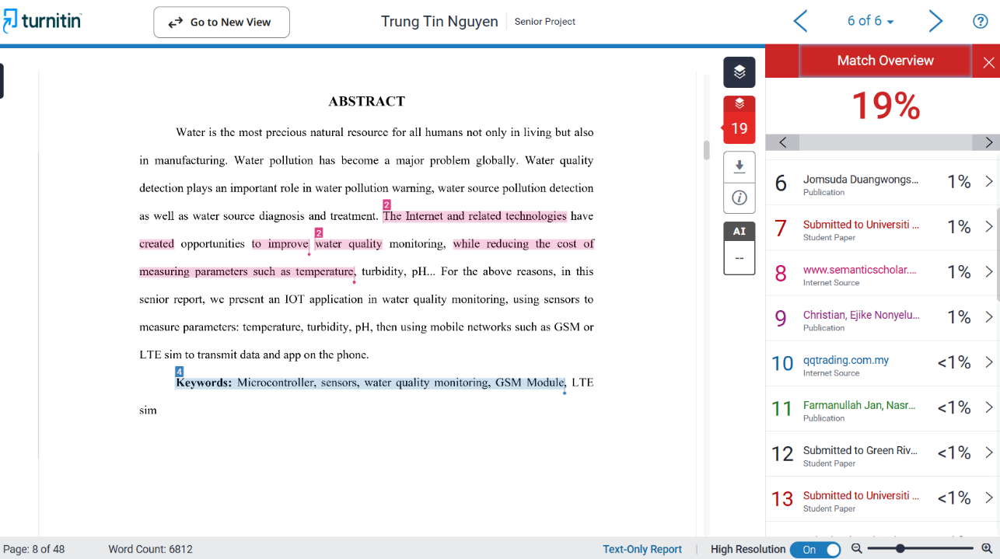 turnitin
Go to New View
Trung Tin Nguyen
Senior Project
6 of 6
Match Overview
19%
19
AI
--
ABSTRACT
Water is the most precious natural resource for all humans not only in living but also
in manufacturing. Water pollution has become a major problem globally. Water quality
detection plays an important role in water pollution warning, water source pollution detection
2
as well as water source diagnosis and treatment. The Internet and related technologies have
2
created opportunities to improve water quality monitoring, while reducing the cost of
measuring parameters such as temperature, turbidity, pH... For the above reasons, in this
senior report, we present an IOT application in water quality monitoring, using sensors to
measure parameters: temperature, turbidity, pH, then using mobile networks such as GSM or
LTE sim to transmit data and app on the phone.
4
Keywords: Microcontroller, sensors, water quality monitoring, GSM Module, LTE
sim
6 Jomsuda Duangwongs... 1%
Publication
7 Submitted to Universiti ... 1%
Student Paper
8 www.semanticscholar.... 1%
Internet Source
9 Christian, Ejike Nonyelu... 1%
Publication
10 qqtrading.com.my <1%
Internet Source
11 Farmanullah Jan, Nasr... <1%
Publication
12 Submitted to Green Riv... <1%
Student Paper
13 Submitted to Universiti ... <1%
Student Paper
Page: 8 of 48
Word Count: 6812
Text-Only Report
High Resolution
On